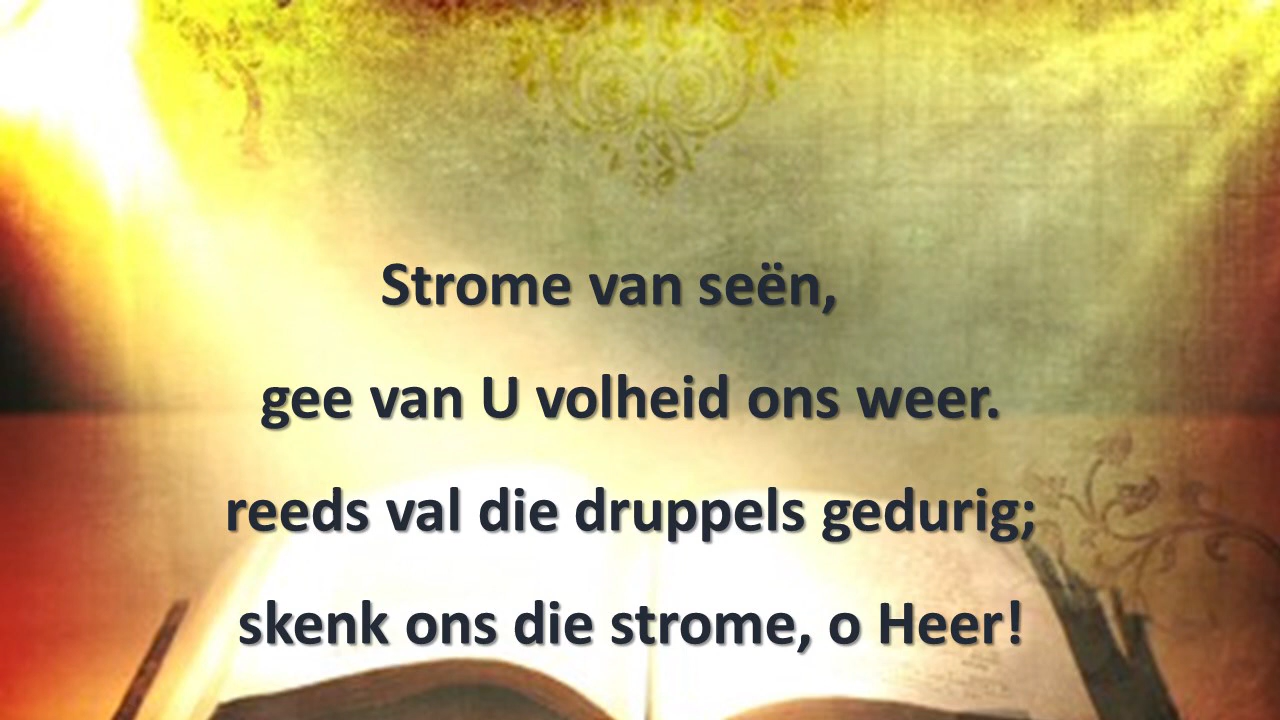 Strome van seën,
gee van U volheid ons weer.
reeds val die druppels gedurig;
skenk ons die strome, o Heer!